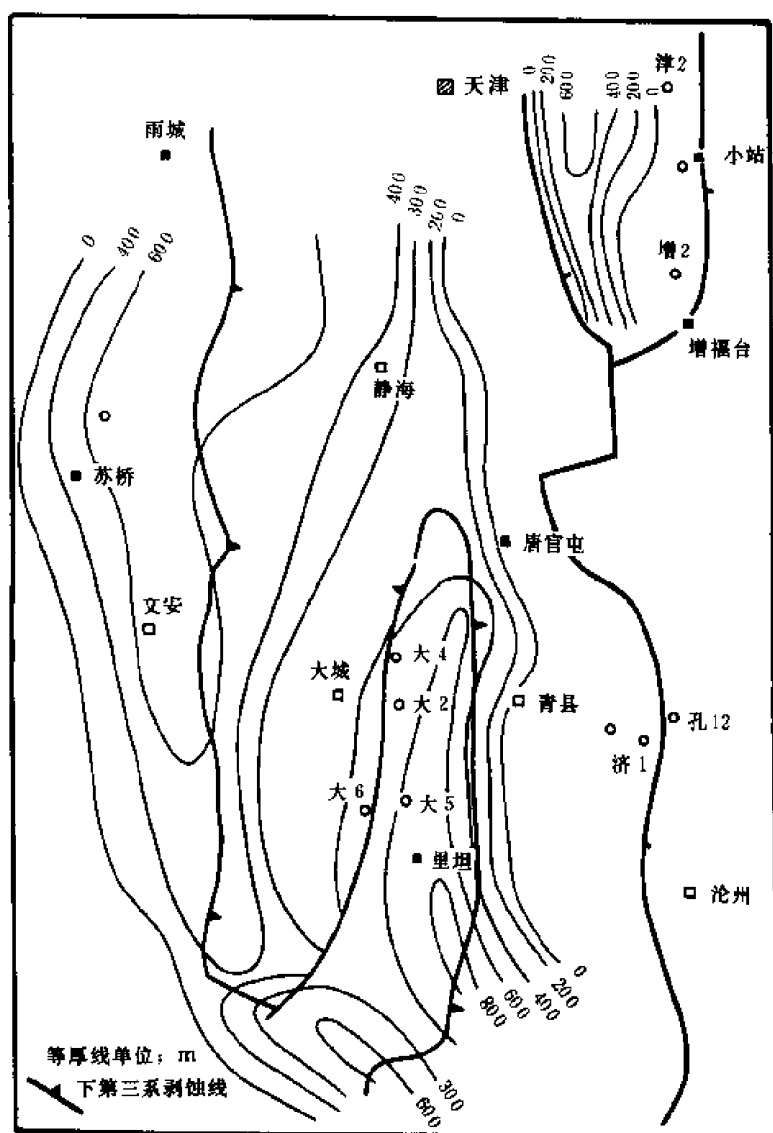 津2
天津
0
200
600
400
200
0
雨城
小站
增2
增福台
0
400
600
400
300
200
0
静海
苏桥
唐官屯
文安
大4
大城
大2
青县
孔12
济1
大6
大5
里坦
沧州
0
200
400
600
800
300
600
等厚线单位：m
下第三系剥蚀线